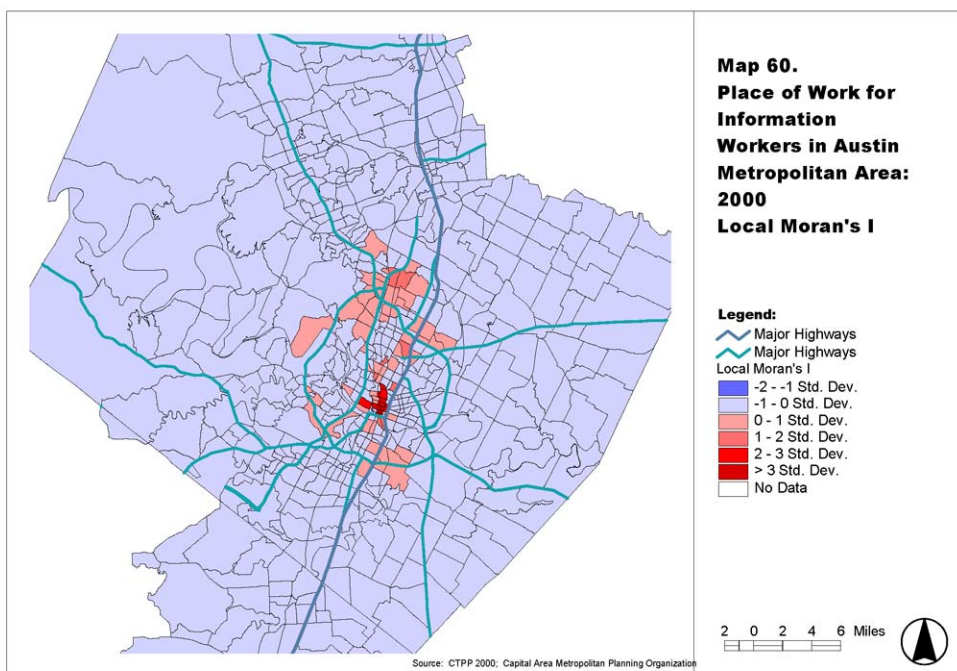 Map 60.
Place of Work for
Information
Workers in Austin
Metropolitan Area:
2000
Local Moran's I
Legend:
Major Highways
Major Highways
Local Moran's I
-2 - -1 Std. Dev.
-1 - 0 Std. Dev.
0 - 1 Std. Dev.
1 - 2 Std. Dev.
2 - 3 Std. Dev.
> 3 Std. Dev.
No Data
2 0 2 4 6 Miles
Source: CTPP 2000; Capital Area Metropolitan Planning Organization